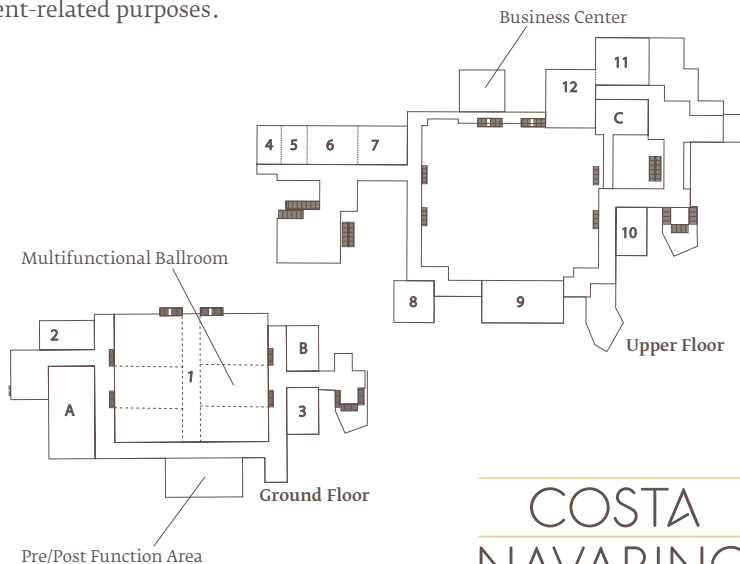 ent-related purposes.
Business Center
11
12
C
4 5 6 7
10
Multifunctional Ballroom
8
9
2
B
Upper Floor
1
A
3
Ground Floor
COSTA
NAVARINO
Pre/Post Function Area